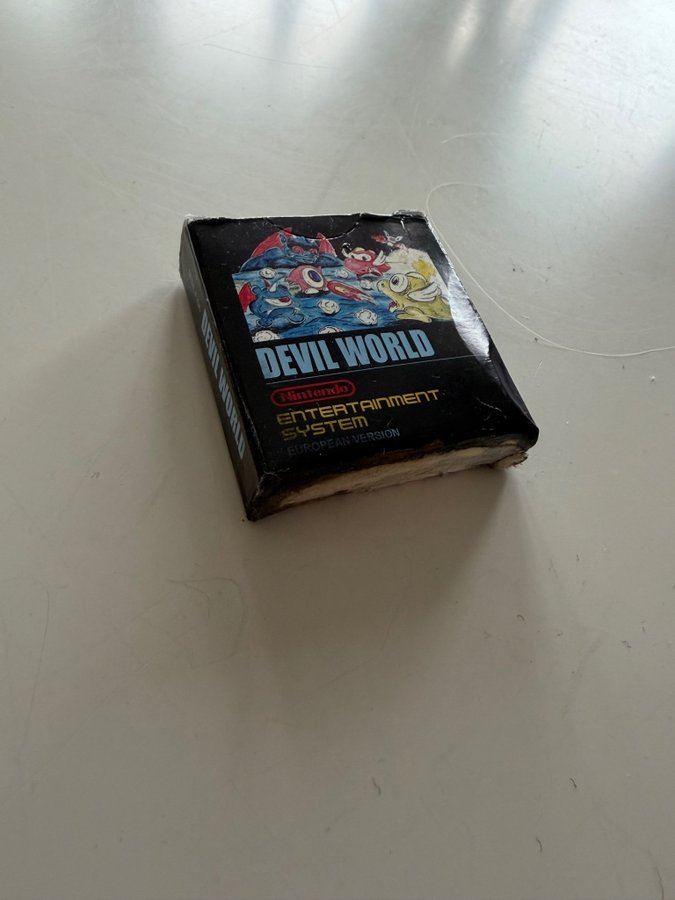 DEVIL WORLD
Nintendo
ENTERTAINMENT
SYSTEM
EUROPEAN VERSION
DEVIL WORLD